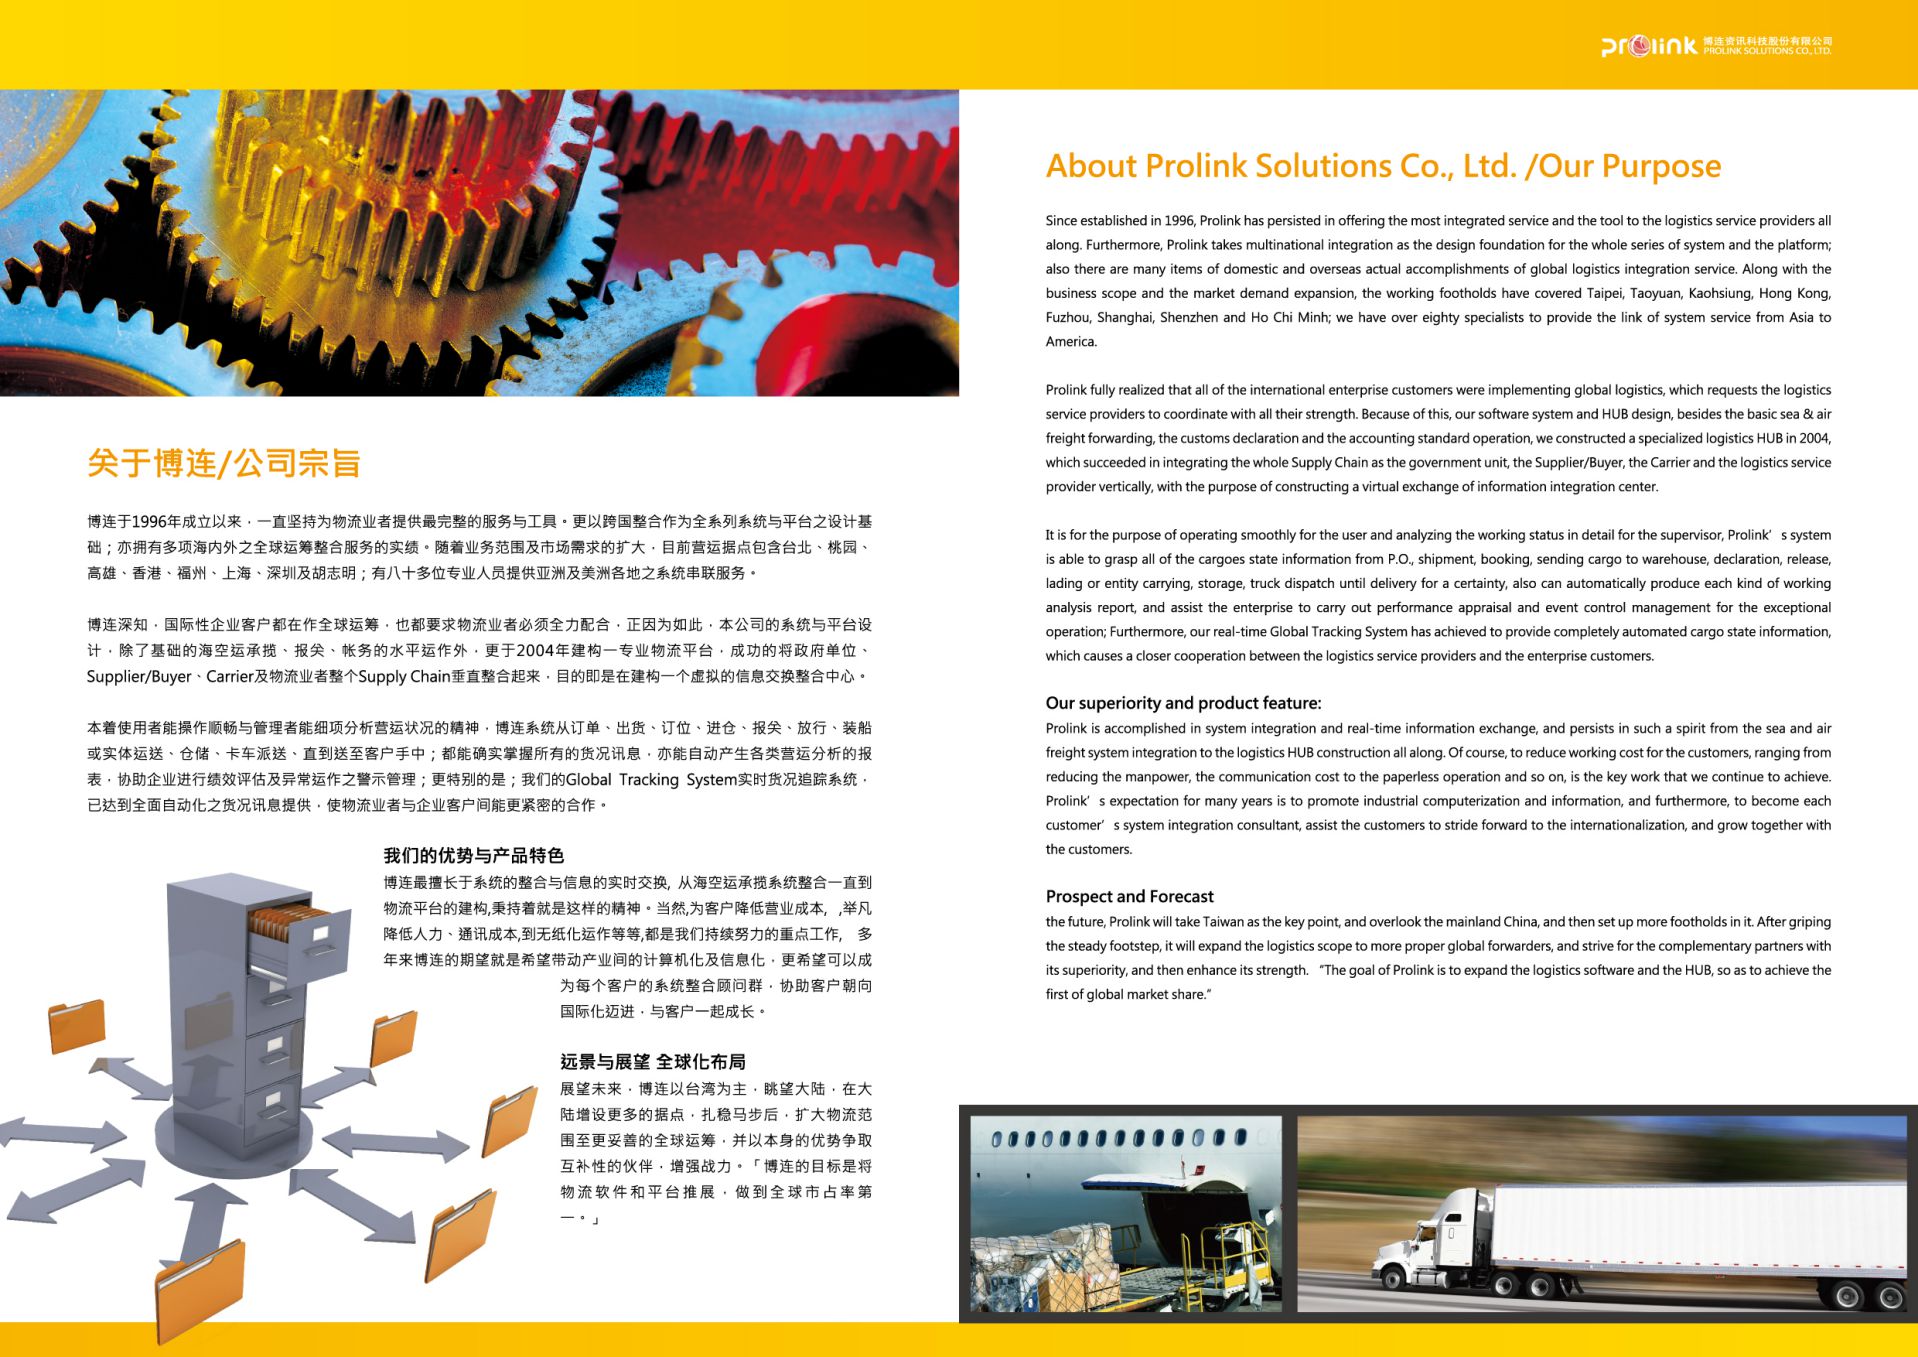 prolink 博连资讯科技股份有限公司
PROLINK SOLUTIONS CO., LTD.
关于博连/公司宗旨
博连于1996年成立以来，一直坚持为物流业者提供最完整的服务与工具。更以跨国整合作为全系列系统与平台之设计基
础；亦拥有多项海内外之全球运筹整合服务的实绩。随着业务范围及市场需求的扩大，目前营运据点包含台北、桃园、
高雄、香港、福州、上海、深圳及胡志明；有八十多位专业人员提供亚洲及美洲各地之系统串联服务。
博连深知，国际性企业客户都在作全球运筹，也都要求物流业者必须全力配合，正因为如此，本公司的系统与平台设
计，除了基础的海空运承揽、报关、帐务的水平运作外，更于2004年建构一专业物流平台，成功的将政府单位、
Supplier/Buyer、Carrier及物流业者整个Supply Chain垂直整合起来，目的即是在建构一个虚拟的信息交换整合中心。
本着使用者能操作顺畅与管理者能细项分析营运状况的精神，博连系统从订单、出货、订位、进仓、报关、放行、装船
或实体运送、仓储、卡车派送、直到送至客户手中；都能确实掌握所有的货况讯息，亦能自动产生各类营运分析的报
表，协助企业进行绩效评估及异常运作之警示管理；更特别的是；我们的Global Tracking System实时货况追踪系统，
已达到全面自动化之货况讯息提供，使物流业者与企业客户间能更紧密的合作。
我们的优势与产品特色
博连最擅长于系统的整合与信息的实时交换, 从海空运承揽系统整合一直到
物流平台的建构,秉持着就是这样的精神。当然,为客户降低营业成本, ,举凡
降低人力、通讯成本,到无纸化运作等等,都是我们持续努力的重点工作, 多
年来博连的期望就是希望带动产业间的计算机化及信息化，更希望可以成
为每个客户的系统整合顾问群，协助客户朝向
国际化迈进，与客户一起成长。
远景与展望 全球化布局
展望未来，博连以台湾为主，眺望大陆，在大
陆增设更多的据点，扎稳马步后，扩大物流范
围至更妥善的全球运筹，并以本身的优势争取
互补性的伙伴，增强战力。「博连的目标是将
物流软件和平台推展，做到全球市占率第
一。」
About Prolink Solutions Co., Ltd. /Our Purpose
Since established in 1996, Prolink has persisted in offering the most integrated service and the tool to the logistics service providers all
along. Furthermore, Prolink takes multinational integration as the design foundation for the whole series of system and the platform;
also there are many items of domestic and overseas actual accomplishments of global logistics integration service. Along with the
business scope and the market demand expansion, the working footholds have covered Taipei, Taoyuan, Kaohsiung, Hong Kong,
Fuzhou, Shanghai, Shenzhen and Ho Chi Minh; we have over eighty specialists to provide the link of system service from Asia to
America.
Prolink fully realized that all of the international enterprise customers were implementing global logistics, which requests the logistics
service providers to coordinate with all their strength. Because of this, our software system and HUB design, besides the basic sea & air
freight forwarding, the customs declaration and the accounting standard operation, we constructed a specialized logistics HUB in 2004,
which succeeded in integrating the whole Supply Chain as the government unit, the Supplier/Buyer, the Carrier and the logistics service
provider vertically, with the purpose of constructing a virtual exchange of information integration center.
It is for the purpose of operating smoothly for the user and analyzing the working status in detail for the supervisor, Prolink’s system
is able to grasp all of the cargoes state information from P.O., shipment, booking, sending cargo to warehouse, declaration, release,
lading or entity carrying, storage, truck dispatch until delivery for a certainty, also can automatically produce each kind of working
analysis report, and assist the enterprise to carry out performance appraisal and event control management for the exceptional
operation; Furthermore, our real-time Global Tracking System has achieved to provide completely automated cargo state information,
which causes a closer cooperation between the logistics service providers and the enterprise customers.
Our superiority and product feature:
Prolink is accomplished in system integration and real-time information exchange, and persists in such a spirit from the sea and air
freight system integration to the logistics HUB construction all along. Of course, to reduce working cost for the customers, ranging from
reducing the manpower, the communication cost to the paperless operation and so on, is the key work that we continue to achieve.
Prolink’s expectation for many years is to promote industrial computerization and information, and furthermore, to become each
customer’s system integration consultant, assist the customers to stride forward to the internationalization, and grow together with
the customers.
Prospect and Forecast
the future, Prolink will take Taiwan as the key point, and overlook the mainland China, and then set up more footholds in it. After griping
the steady footstep, it will expand the logistics scope to more proper global forwarders, and strive for the complementary partners with
its superiority, and then enhance its strength. “The goal of Prolink is to expand the logistics software and the HUB, so as to achieve the
first of global market share.”